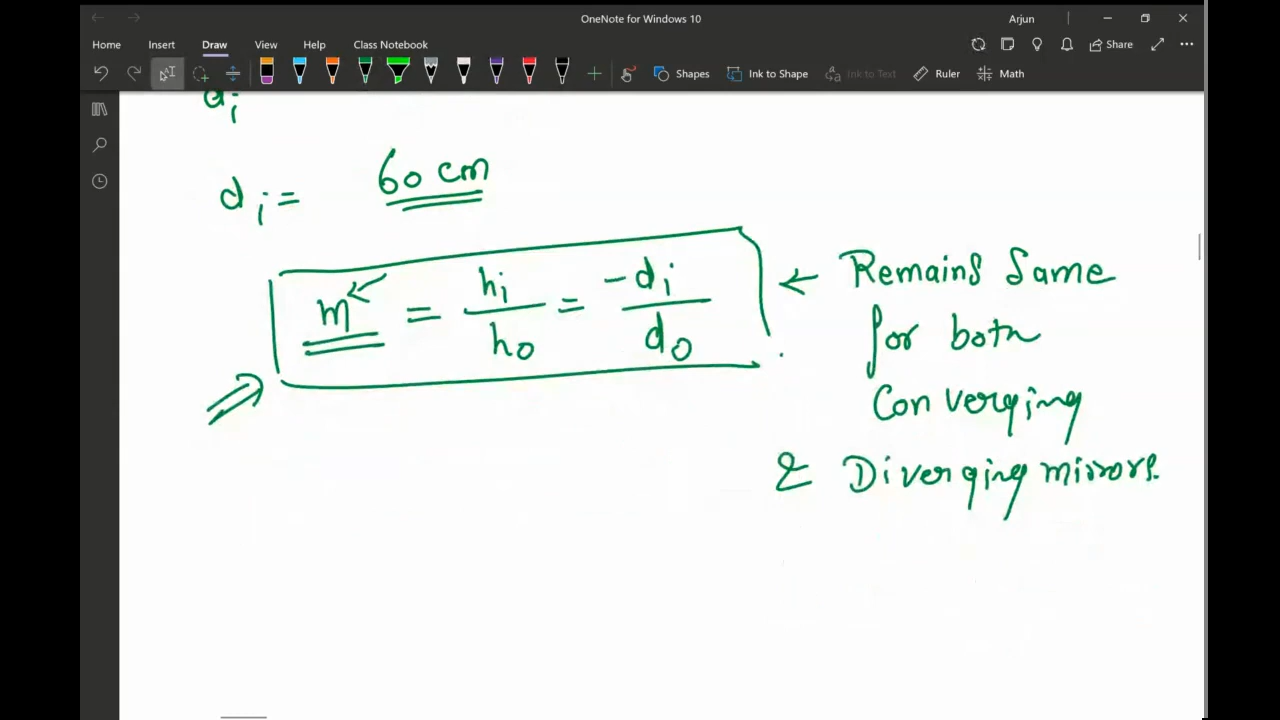 OneNote for Windows 10
Arjun
Home Insert Draw View Help Class Notebook
Share
Shapes Ink to Shape Ink to Text Ruler Math
di
di = 60 cm
m = hi/ho = -di/do ← Remains Same
for both
Converging
& Diverging mirrors.